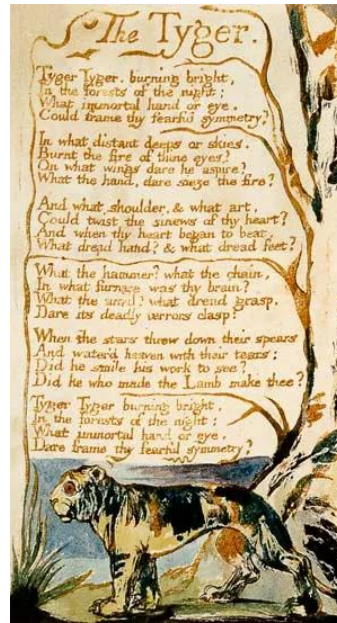 The Tyger.
Tyger Tyger, burning bright,
In the forests of the night;
What immortal hand or eye,
Could frame thy fearful symmetry?
In what distant deeps or skies,
Burnt the fire of thine eyes?
On what wings dare he aspire?
What the hand, dare sieze the fire?
And what shoulder, & what art,
Could twist the sinews of thy heart?
And when thy heart began to beat,
What dread hand? & what dread feet?
What the hammer? what the chain,
In what furnace was thy brain?
What the anvil? what dread grasp,
Dare its deadly terrors clasp!
When the stars threw down their spears
And water'd heaven with their tears:
Did he smile his work to see?
Did he who made the Lamb make thee?
Tyger Tyger burning bright,
In the forests of the night:
What immortal hand or eye,
Dare frame thy fearful symmetry?